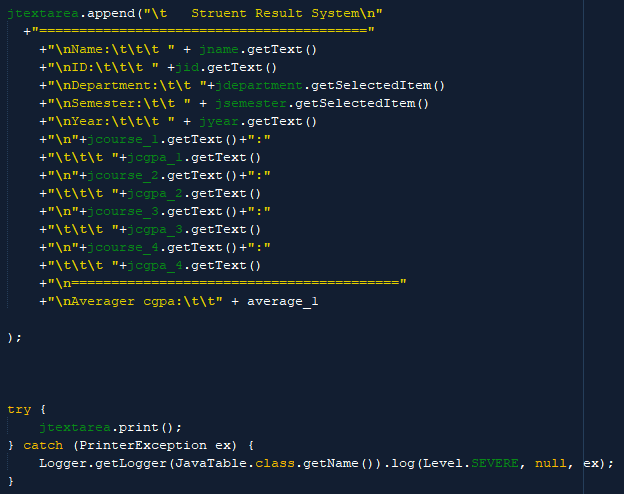 jtextarea.append("\t   Struent Result System\n"
+"========================================="
+"\nName:\t\t\t " + jname.getText()
+"\nID:\t\t\t " +jid.getText()
+"\nDepartment:\t\t "+jdepartment.getSelectedItem()
+"\nSemester:\t\t " + jsemester.getSelectedItem()
+"\nYear:\t\t\t " + jyear.getText()
+"\n"+jcourse_1.getText()+":"
+"\t\t\t "+jcgpa_1.getText()
+"\n"+jcourse_2.getText()+":"
+"\t\t\t "+jcgpa_2.getText()
+"\n"+jcourse_3.getText()+":"
+"\t\t\t "+jcgpa_3.getText()
+"\n"+jcourse_4.getText()+":"
+"\t\t\t "+jcgpa_4.getText()
+"\n========================================="
+"\nAverager cgpa:\t\t" + average_1
);
try {
jtextarea.print();
} catch (PrinterException ex) {
Logger.getLogger(JavaTable.class.getName()).log(Level.SEVERE, null, ex);
}